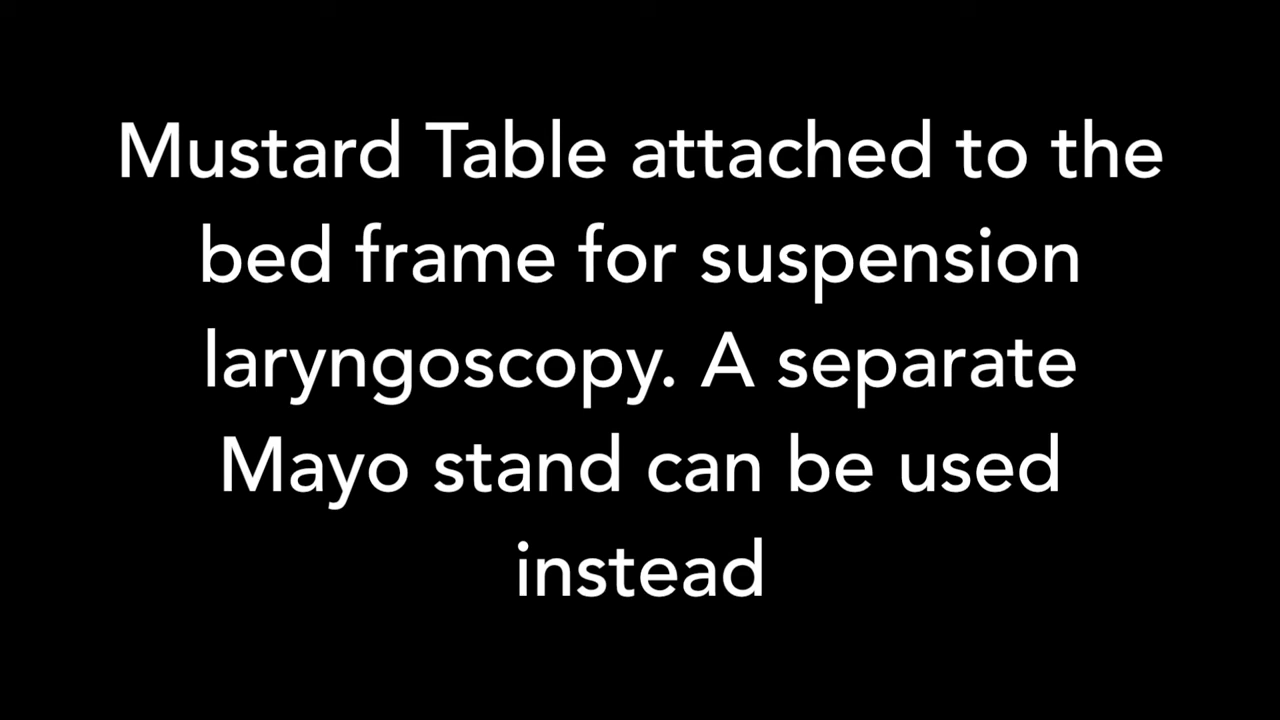 Mustard Table attached to the
bed frame for suspension
laryngoscopy. A separate
Mayo stand can be used
instead